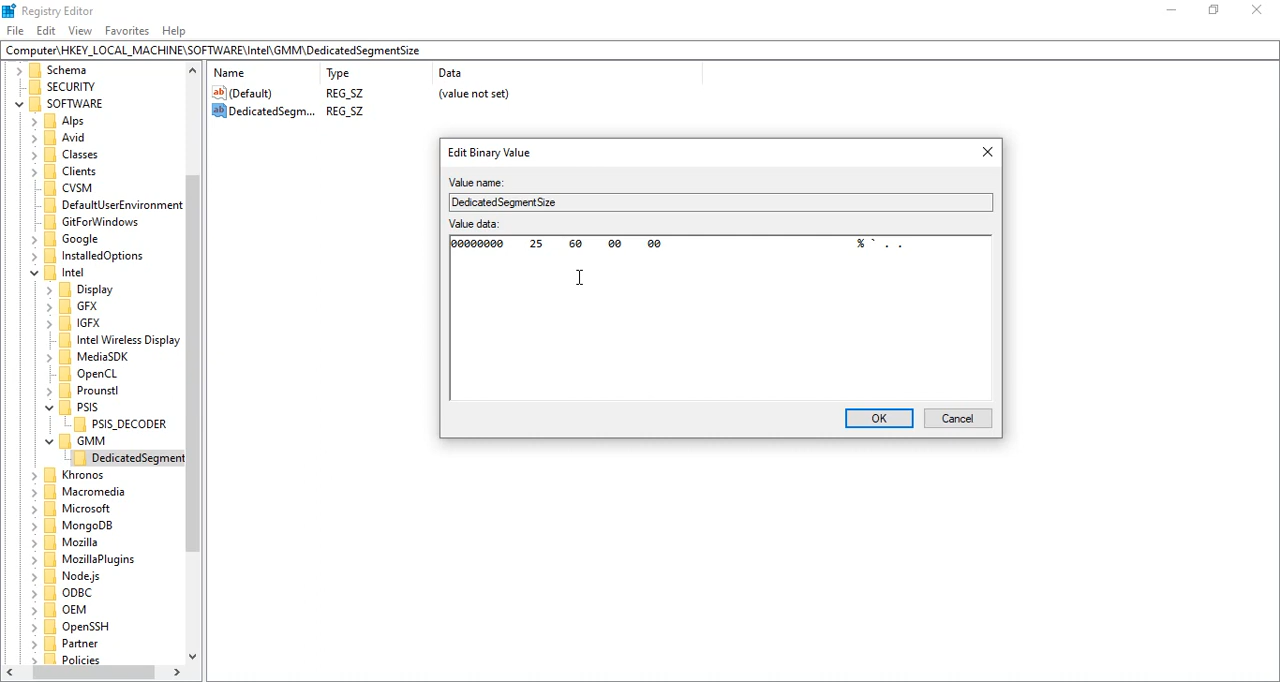 Registry Editor
File Edit View Favorites Help
Computer\HKEY_LOCAL_MACHINE\SOFTWARE\Intel\GMM\DedicatedSegmentSize
Schema
SECURITY
SOFTWARE
Alps
Avid
Classes
Clients
CVSM
DefaultUserEnvironment
GitForWindows
Google
InstalledOptions
Intel
Display
GFX
IGFX
Intel Wireless Display
MediaSDK
OpenCL
Prounstl
PSIS
PSIS_DECODER
GMM
DedicatedSegment
Khronos
Macromedia
Microsoft
MongoDB
Mozilla
MozillaPlugins
Node.js
ODBC
OEM
OpenSSH
Partner
Policies
Name Type Data
ab (Default) REG_SZ (value not set)
ab DedicatedSegm... REG_SZ
Edit Binary Value
Value name:
DedicatedSegmentSize
Value data:
00000000 25 60 00 00 % ` . .
OK Cancel